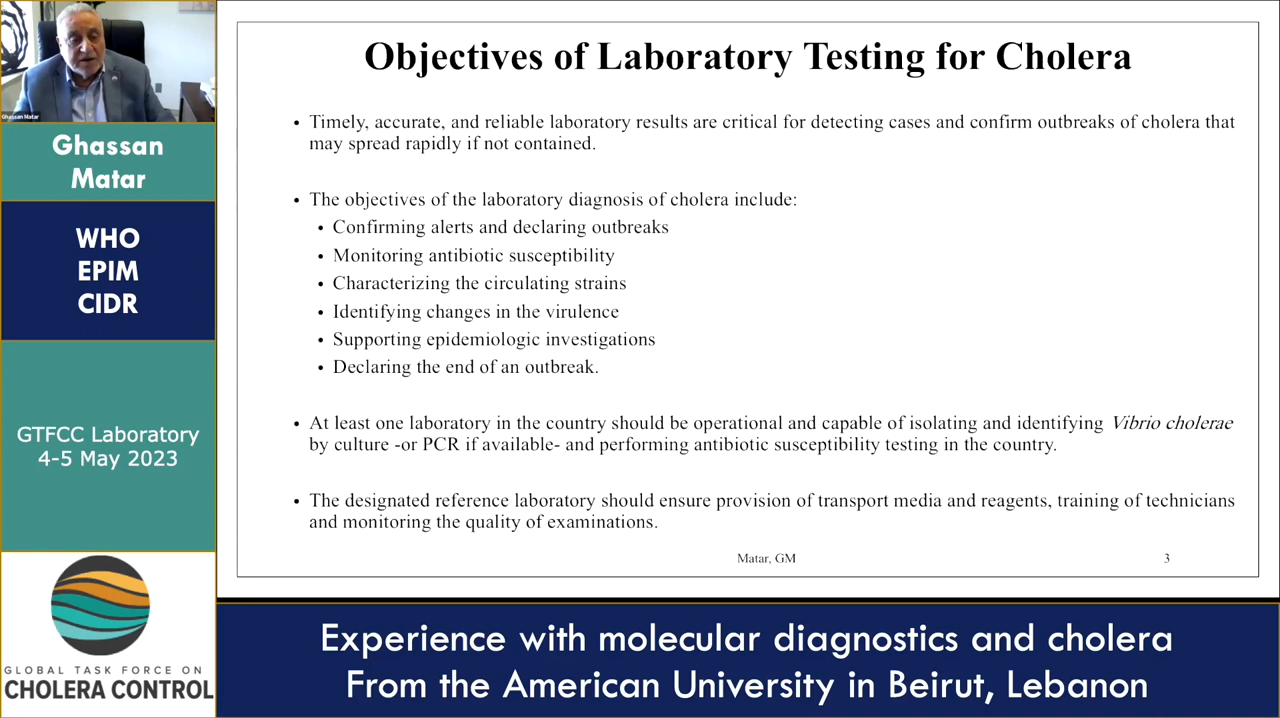 Ghassan Matar
Ghassan
Matar
WHO
EPIM
CIDR
GTFCC Laboratory
4-5 May 2023
GLOBAL TASK FORCE ON
CHOLERA CONTROL
Objectives of Laboratory Testing for Cholera
• Timely, accurate, and reliable laboratory results are critical for detecting cases and confirm outbreaks of cholera that
may spread rapidly if not contained.
• The objectives of the laboratory diagnosis of cholera include:
• Confirming alerts and declaring outbreaks
• Monitoring antibiotic susceptibility
• Characterizing the circulating strains
• Identifying changes in the virulence
• Supporting epidemiologic investigations
• Declaring the end of an outbreak.
• At least one laboratory in the country should be operational and capable of isolating and identifying Vibrio cholerae
by culture -or PCR if available- and performing antibiotic susceptibility testing in the country.
• The designated reference laboratory should ensure provision of transport media and reagents, training of technicians
and monitoring the quality of examinations.
Matar, GM
3
Experience with molecular diagnostics and cholera
From the American University in Beirut, Lebanon